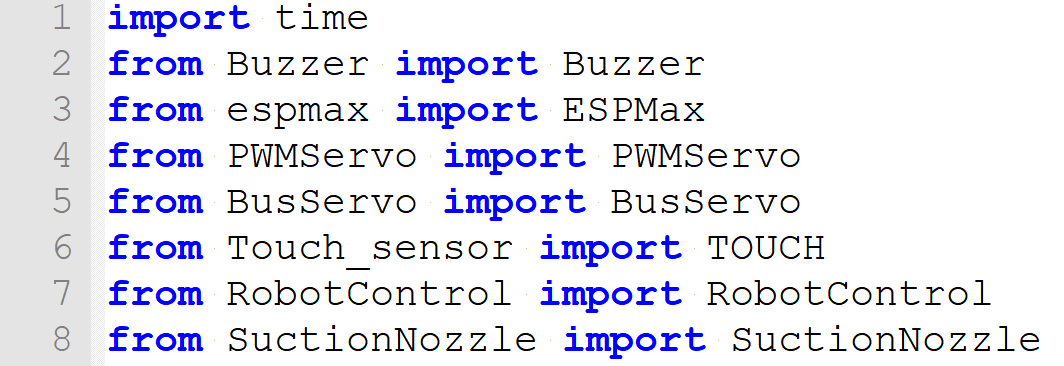 1 import time
2 from Buzzer import Buzzer
3 from espmax import ESPMax
4 from PWMServo import PWMServo
5 from BusServo import BusServo
6 from Touch_sensor import TOUCH
7 from RobotControl import RobotControl
8 from SuctionNozzle import SuctionNozzle